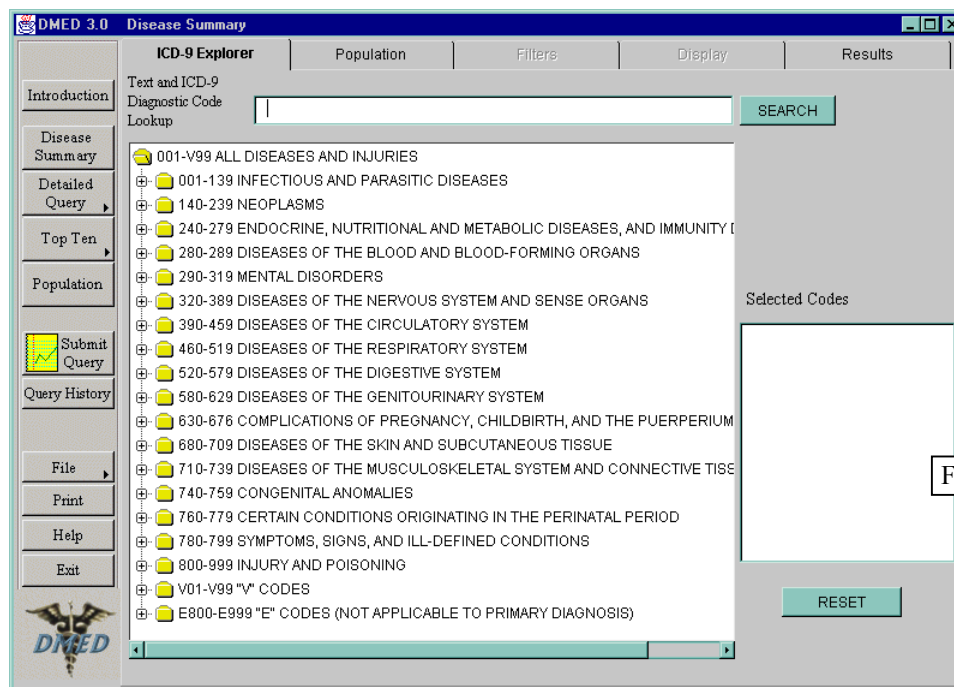 DMED 3.0 Disease Summary
ICD-9 Explorer
Population
Filters
Display
Results
Introduction
Disease
Summary
Detailed
Query
Top Ten
Population
Submit
Query
Query History
File
Print
Help
Exit
DMED
Text and ICD-9
Diagnostic Code
Lookup
SEARCH
001-V99 ALL DISEASES AND INJURIES
001-139 INFECTIOUS AND PARASITIC DISEASES
140-239 NEOPLASMS
240-279 ENDOCRINE, NUTRITIONAL AND METABOLIC DISEASES, AND IMMUNITY
280-289 DISEASES OF THE BLOOD AND BLOOD-FORMING ORGANS
290-319 MENTAL DISORDERS
320-389 DISEASES OF THE NERVOUS SYSTEM AND SENSE ORGANS
390-459 DISEASES OF THE CIRCULATORY SYSTEM
460-519 DISEASES OF THE RESPIRATORY SYSTEM
520-579 DISEASES OF THE DIGESTIVE SYSTEM
580-629 DISEASES OF THE GENITOURINARY SYSTEM
630-676 COMPLICATIONS OF PREGNANCY, CHILDBIRTH, AND THE PUERPERIUM
680-709 DISEASES OF THE SKIN AND SUBCUTANEOUS TISSUE
710-739 DISEASES OF THE MUSCULOSKELETAL SYSTEM AND CONNECTIVE TISS
740-759 CONGENITAL ANOMALIES
760-779 CERTAIN CONDITIONS ORIGINATING IN THE PERINATAL PERIOD
780-799 SYMPTOMS, SIGNS, AND ILL-DEFINED CONDITIONS
800-999 INJURY AND POISONING
V01-V99 "V" CODES
E800-E999 "E" CODES (NOT APPLICABLE TO PRIMARY DIAGNOSIS)
Selected Codes
F
RESET